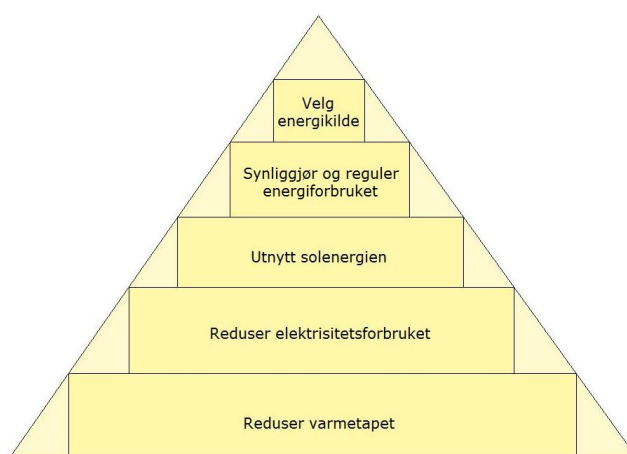 Velg
energikilde
Synliggjør og reguler
energiforbruket
Utnytt solenergien
Reduser elektrisitetsforbruket
Reduser varmetapet